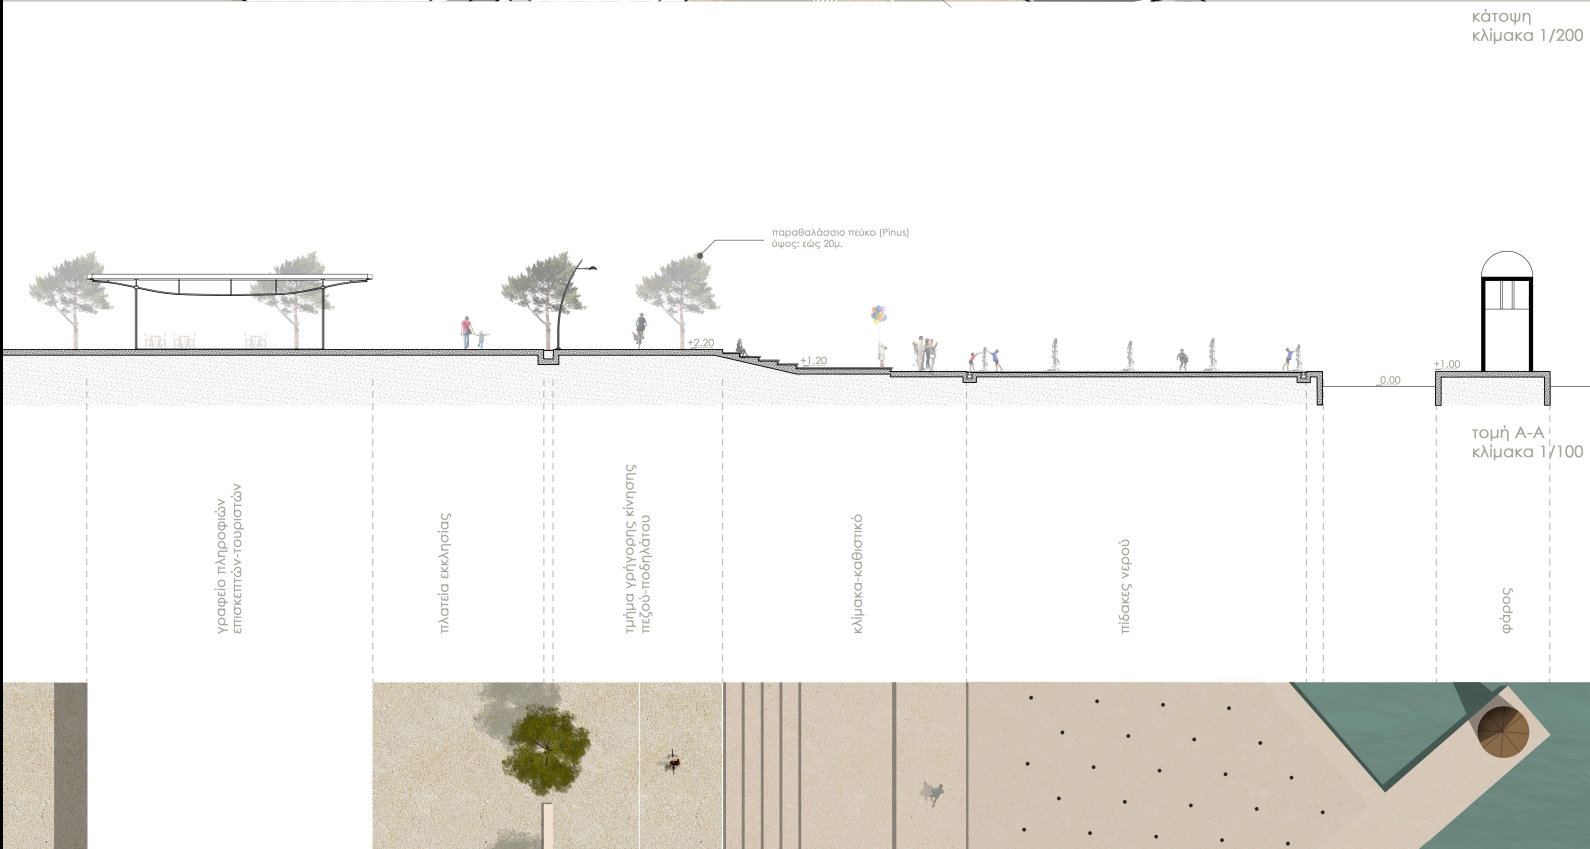 κάτοψη
κλίμακα 1/200
παραθαλάσσιο πεύκο (Pinus)
ύψος: εώς 20μ.
+2,20
+1,20
0,00
+1,00
τομή Α-Α
κλίμακα 1/100
γραφείο πληροφιών
επισκεπτών-τουριστών
πλατεία εκκλησίας
τμήμα γρήγορης κίνησης
πεζού-ποδηλάτου
κλίμακα-καθιστικό
πίδακες νερού
φάρος